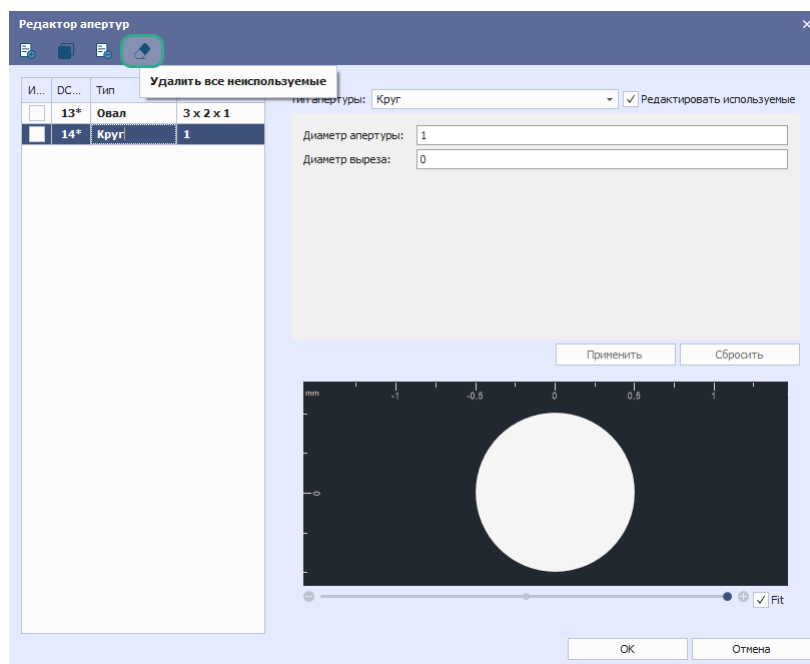 Редактор апертур
Удалить все неиспользуемые
И... DC... Тип
13* Овал 3 x 2 x 1
14* Круг 1
Тип апертуры: Круг Редактировать используемые
Диаметр апертуры: 1
Диаметр выреза: 0
Применить Сбросить
mm -1 -0,5 0 0,5 1
0
Fit
OK Отмена